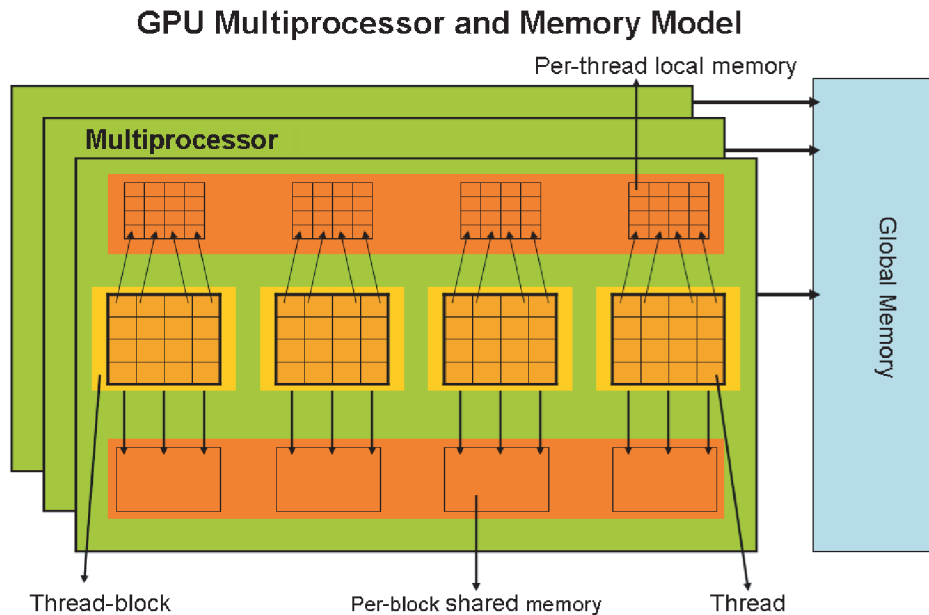 GPU Multiprocessor and Memory Model
Per-thread local memory
Multiprocessor
Global Memory
Thread-block
Per-block shared memory
Thread